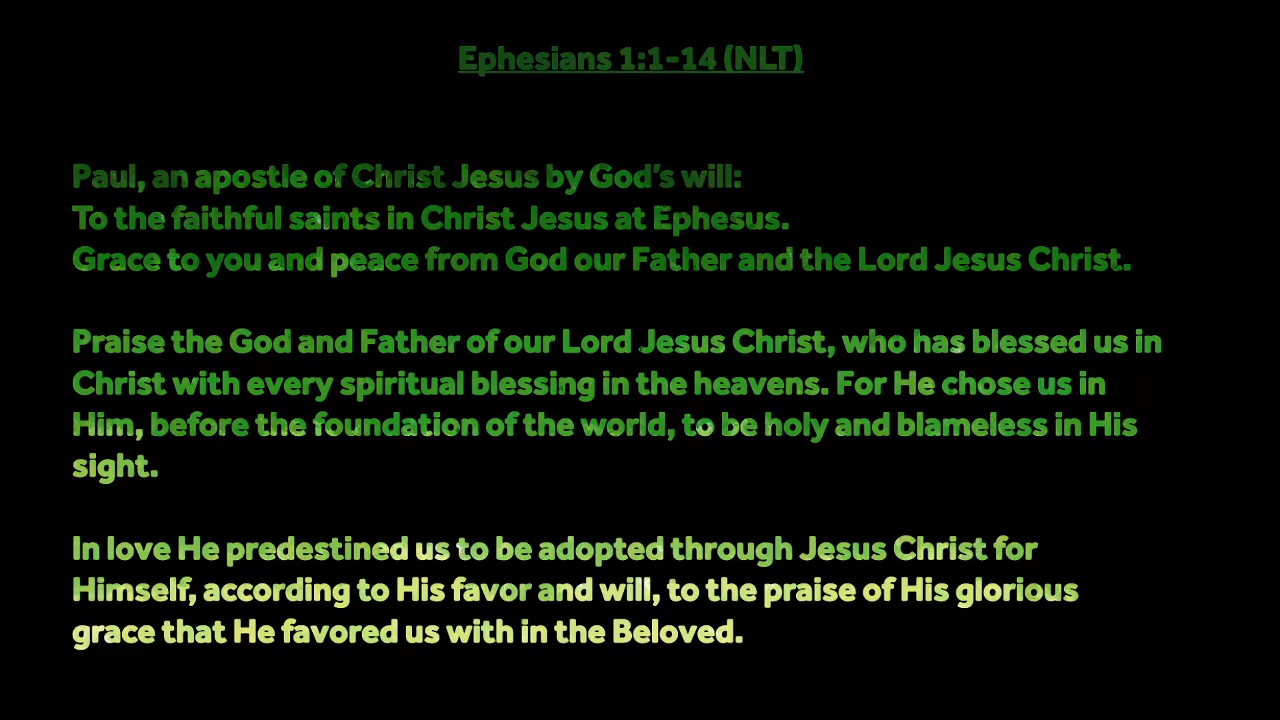 Ephesians 1:1-14 (NLT)
Paul, an apostle of Christ Jesus by God's will:
To the faithful saints in Christ Jesus at Ephesus.
Grace to you and peace from God our Father and the Lord Jesus Christ.
Praise the God and Father of our Lord Jesus Christ, who has blessed us in
Christ with every spiritual blessing in the heavens. For He chose us in
Him, before the foundation of the world, to be holy and blameless in His
sight.
In love He predestined us to be adopted through Jesus Christ for
Himself, according to His favor and will, to the praise of His glorious
grace that He favored us with in the Beloved.